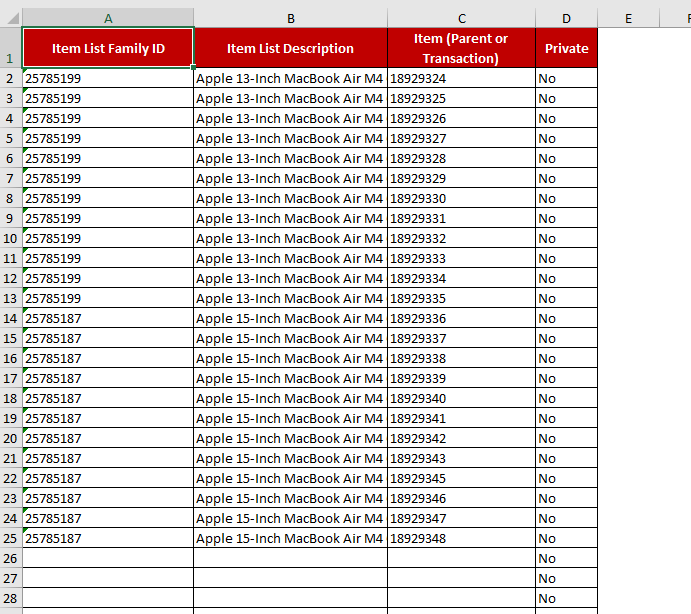 A B C D E F
1 Item List Family ID Item List Description Item (Parent or Transaction) Private
2 25785199 Apple 13-Inch MacBook Air M4 18929324 No
3 25785199 Apple 13-Inch MacBook Air M4 18929325 No
4 25785199 Apple 13-Inch MacBook Air M4 18929326 No
5 25785199 Apple 13-Inch MacBook Air M4 18929327 No
6 25785199 Apple 13-Inch MacBook Air M4 18929328 No
7 25785199 Apple 13-Inch MacBook Air M4 18929329 No
8 25785199 Apple 13-Inch MacBook Air M4 18929330 No
9 25785199 Apple 13-Inch MacBook Air M4 18929331 No
10 25785199 Apple 13-Inch MacBook Air M4 18929332 No
11 25785199 Apple 13-Inch MacBook Air M4 18929333 No
12 25785199 Apple 13-Inch MacBook Air M4 18929334 No
13 25785199 Apple 13-Inch MacBook Air M4 18929335 No
14 25785187 Apple 15-Inch MacBook Air M4 18929336 No
15 25785187 Apple 15-Inch MacBook Air M4 18929337 No
16 25785187 Apple 15-Inch MacBook Air M4 18929338 No
17 25785187 Apple 15-Inch MacBook Air M4 18929339 No
18 25785187 Apple 15-Inch MacBook Air M4 18929340 No
19 25785187 Apple 15-Inch MacBook Air M4 18929341 No
20 25785187 Apple 15-Inch MacBook Air M4 18929342 No
21 25785187 Apple 15-Inch MacBook Air M4 18929343 No
22 25785187 Apple 15-Inch MacBook Air M4 18929345 No
23 25785187 Apple 15-Inch MacBook Air M4 18929346 No
24 25785187 Apple 15-Inch MacBook Air M4 18929347 No
25 25785187 Apple 15-Inch MacBook Air M4 18929348 No
26 No
27 No
28 No